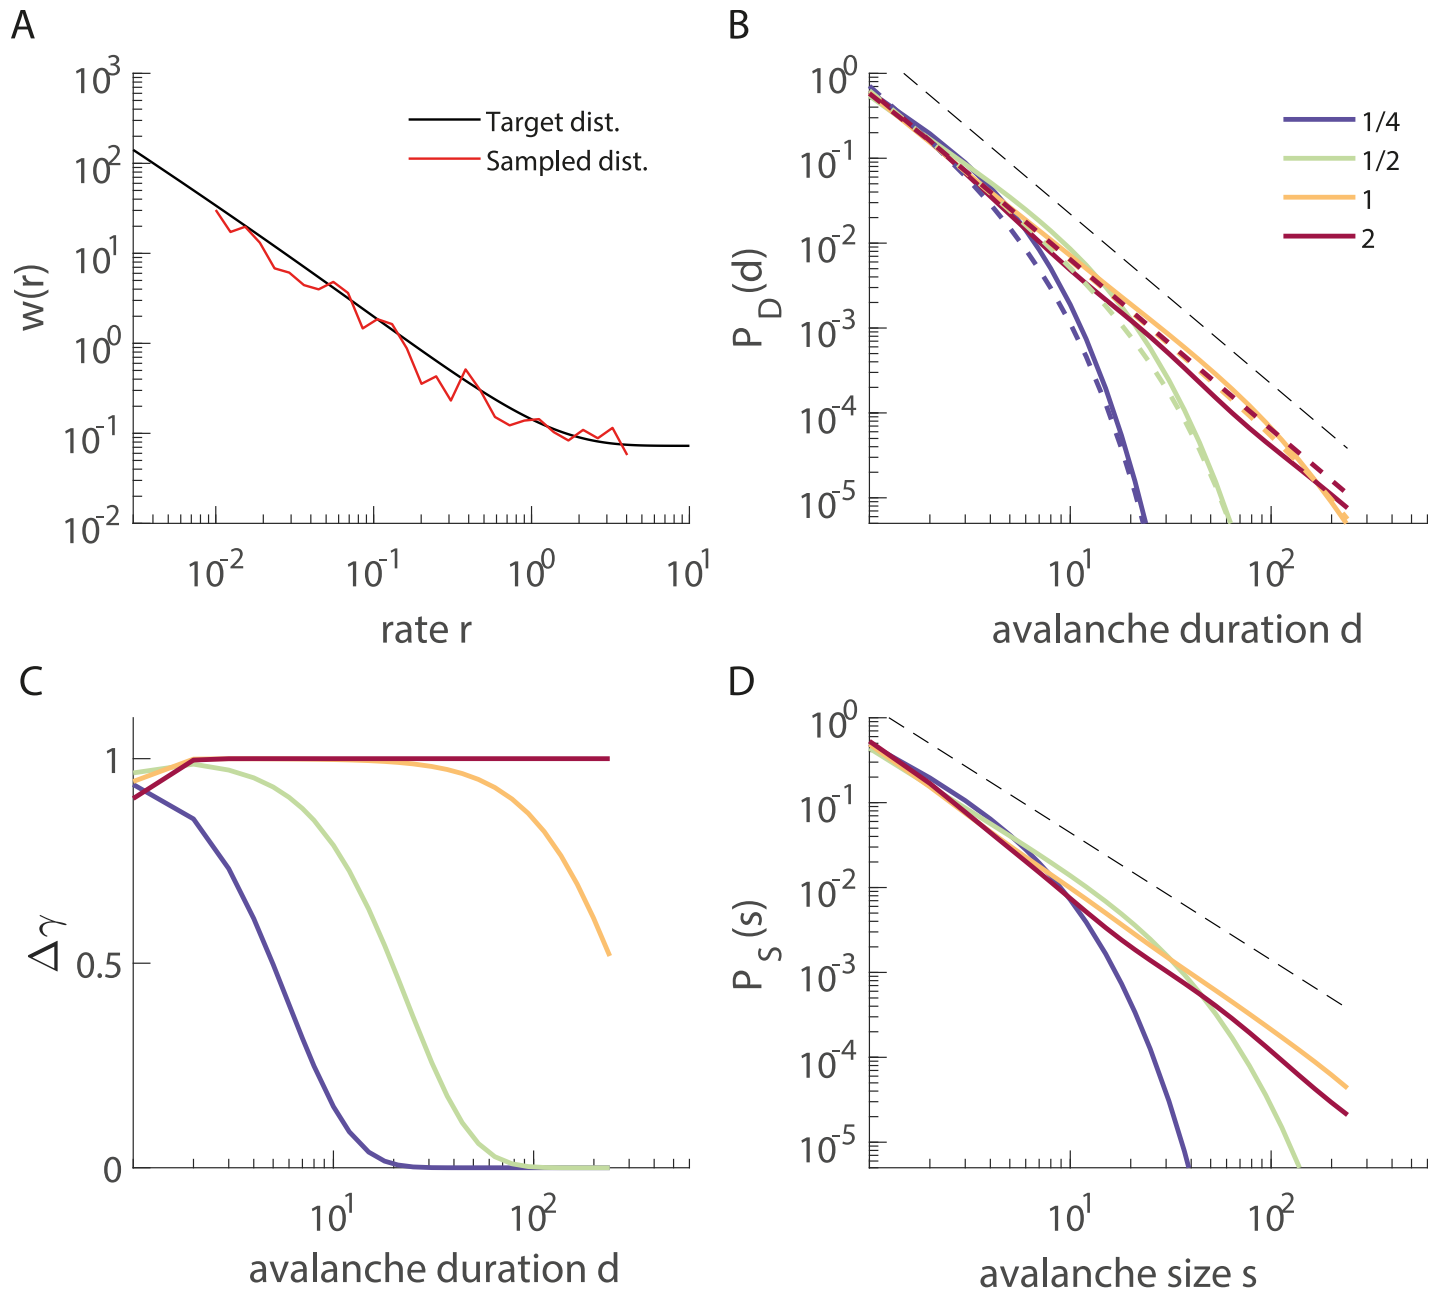 A
10^3
10^2
10^1
10^0
10^-1
10^-2
w(r)
Target dist.
Sampled dist.
10^-2
10^-1
10^0
10^1
rate r
B
10^0
10^-1
10^-2
10^-3
10^-4
10^-5
P_D(d)
1/4
1/2
1
2
10^1
10^2
avalanche duration d
C
1
0.5
0
Δγ
10^1
10^2
avalanche duration d
D
10^0
10^-1
10^-2
10^-3
10^-4
10^-5
P_S(s)
10^1
10^2
avalanche size s